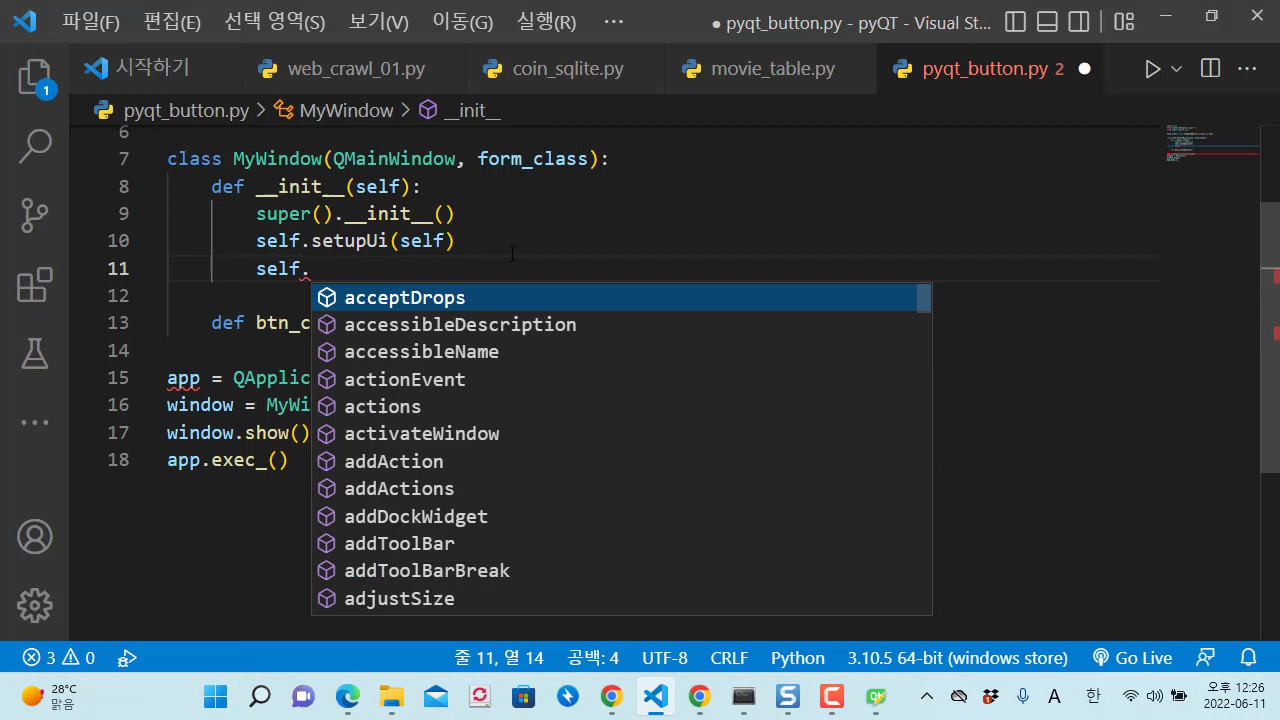 파일(F) 편집(E) 선택 영역(S) 보기(V) 이동(G) 실행(R) ··· ● pyqt_button.py - pyQT - Visual St...
시작하기 web_crawl_01.py coin_sqlite.py movie_table.py pyqt_button.py 2 ● ···
1
pyqt_button.py > MyWindow > __init__
6
7 class MyWindow(QMainWindow, form_class):
8 def __init__(self):
9 super().__init__()
10 self.setupUi(self)
11 self.
12
acceptDrops
accessibleDescription
13 def btn_c
accessibleName
14
15 app = QApplic
actionEvent
16 window = MyWi
actions
17 window.show()
activateWindow
18 app.exec_()
addAction
addActions
addDockWidget
addToolBar
addToolBarBreak
adjustSize
3 0 줄 11, 열 14 공백: 4 UTF-8 CRLF Python 3.10.5 64-bit (windows store) Go Live
28°C
맑음
A 한
오후 12:26
2022-06-11